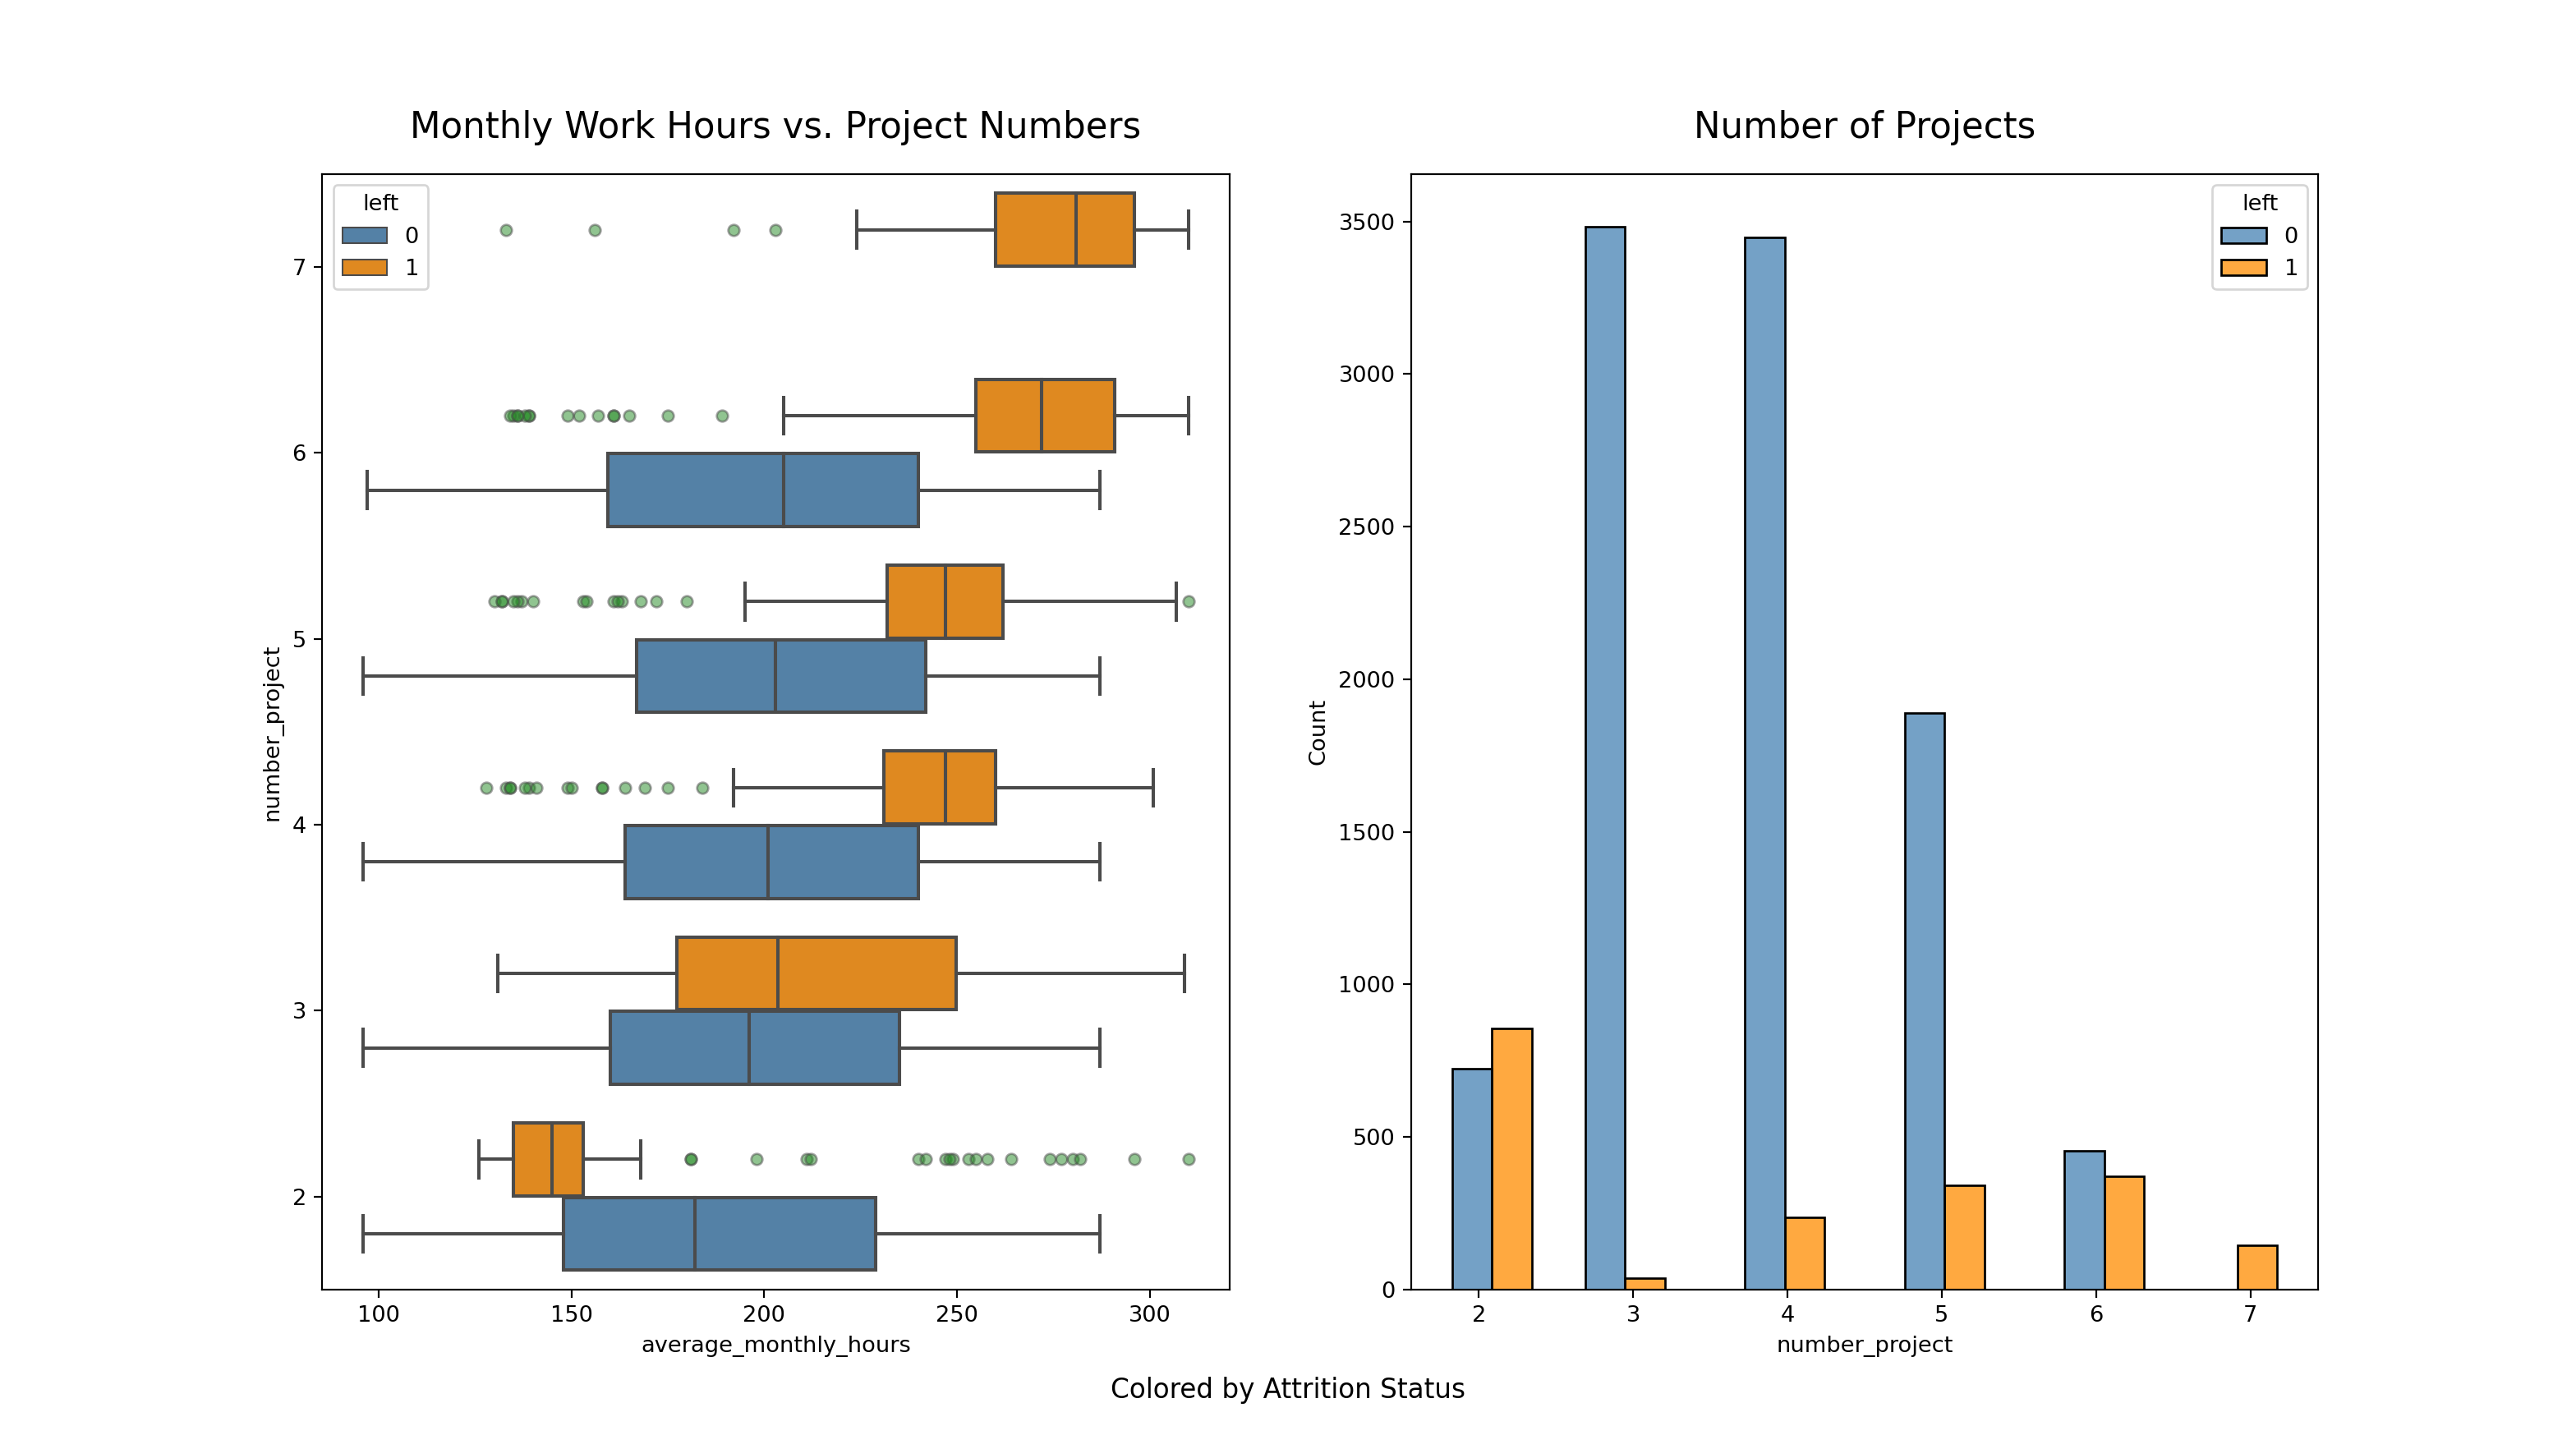 Monthly Work Hours vs. Project Numbers
left
0
1
7
6
5
4
3
2
number_project
100 150 200 250 300
average_monthly_hours
Number of Projects
left
0
1
3500
3000
2500
2000
1500
1000
500
0
Count
2 3 4 5 6 7
number_project
Colored by Attrition Status